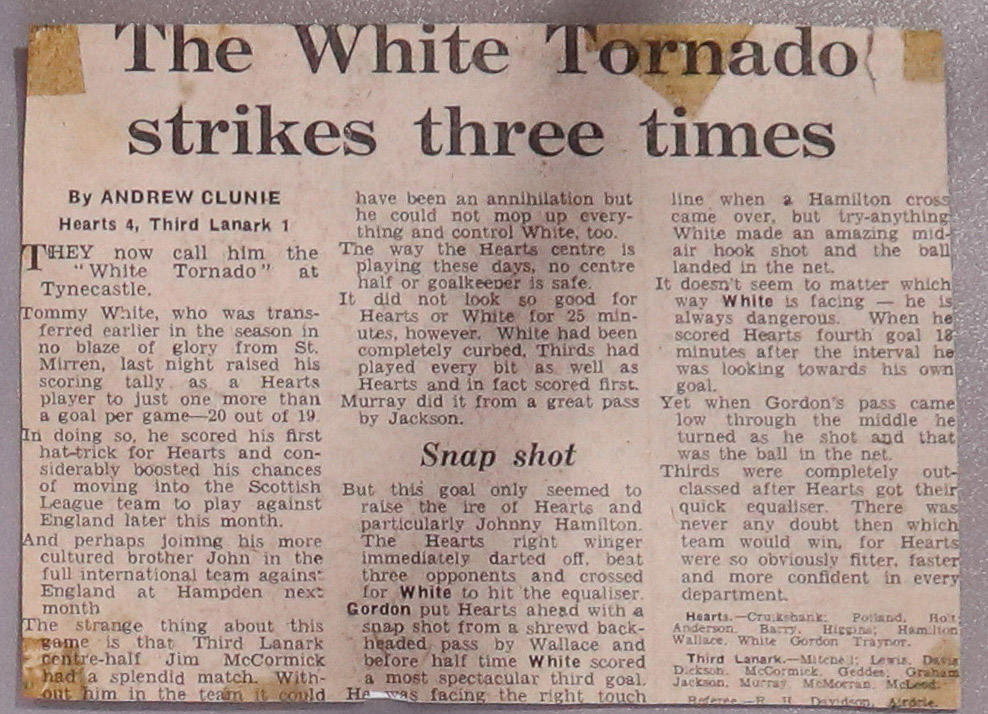 The White Tornado
strikes three times
By ANDREW CLUNIE
Hearts 4, Third Lanark 1
THEY now call him the
"White Tornado" at
Tynecastle.
Tommy White, who was trans-
ferred earlier in the season in
no blaze of glory from St.
Mirren, last night raised his
scoring tally as a Hearts
player to just one more than
a goal per game—20 out of 19.
In doing so, he scored his first
hat-trick for Hearts and con-
siderably boosted his chances
of moving into the Scottish
League team to play against
England later this month.
And perhaps joining his more
cultured brother John in the
full international team against
England at Hampden next
month
The strange thing about this
game is that Third Lanark
centre-half Jim McCormick
had a splendid match. With-
out him in the team it could
have been an annihilation but
he could not mop up every-
thing and control White, too.
The way the Hearts centre is
playing these days, no centre
half or goalkeeper is safe.
It did not look so good for
Hearts or White for 25 min-
utes, however. White had been
completely curbed, Thirds had
played every bit as well as
Hearts and in fact scored first.
Murray did it from a great pass
by Jackson.
Snap shot
But this goal only seemed to
raise the ire of Hearts and
particularly Johnny Hamilton.
The Hearts right winger
immediately darted off, beat
three opponents and crossed
for White to hit the equaliser.
Gordon put Hearts ahead with a
snap shot from a shrewd back-
headed pass by Wallace and
before half time White scored
a most spectacular third goal.
He was facing the right touch
line when a Hamilton cross
came over, but try-anything
White made an amazing mid-
air hook shot and the ball
landed in the net.
It doesn't seem to matter which
way White is facing — he is
always dangerous. When he
scored Hearts fourth goal 18
minutes after the interval he
was looking towards his own
goal.
Yet when Gordon's pass came
low through the middle he
turned as he shot and that
was the ball in the net.
Thirds were completely out-
classed after Hearts got their
quick equaliser. There was
never any doubt then which
team would win, for Hearts
were so obviously fitter, faster
and more confident in every
department.
Hearts.—Cruikshank; Polland, Holt;
Anderson, Barry, Higgins; Hamilton
Wallace, White Gordon Traynor.
Third Lanark.—Mitchell; Lewis, Davis
Dickson, McCormick, Geddes; Graham
Jackson, Murray, McMorran, McLeod.
Referee—R. H. Davidson, Airdrie.